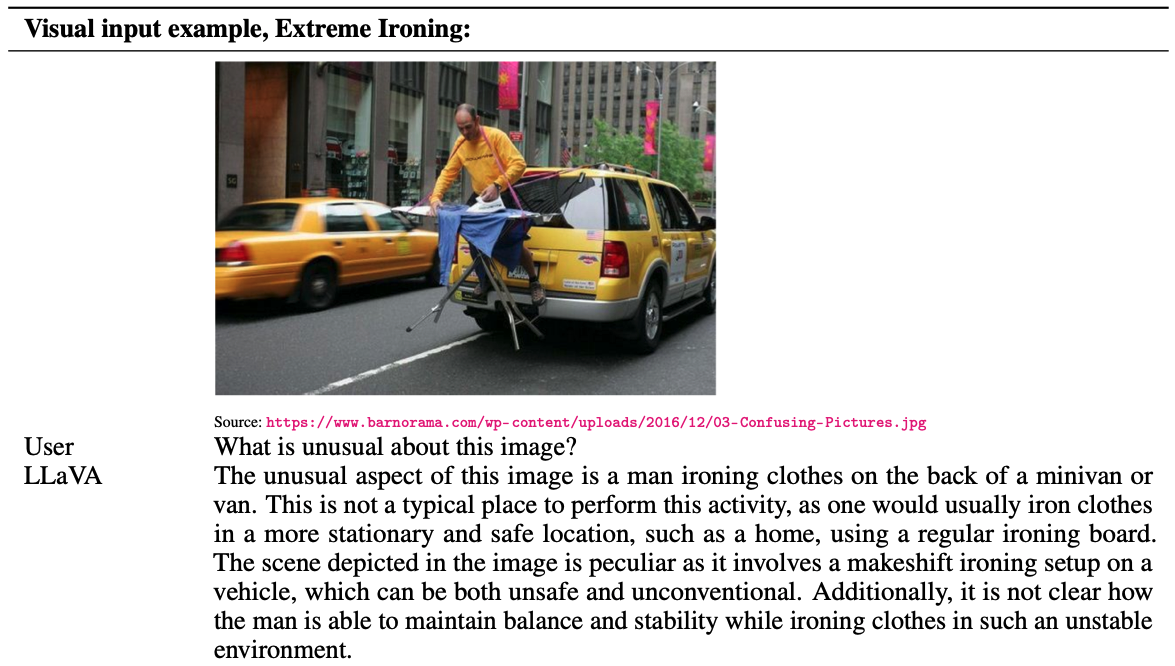 Visual input example, Extreme Ironing:
Source: https://www.barnorama.com/wp-content/uploads/2016/12/03-Confusing-Pictures.jpg
User What is unusual about this image?
LLaVA The unusual aspect of this image is a man ironing clothes on the back of a minivan or
van. This is not a typical place to perform this activity, as one would usually iron clothes
in a more stationary and safe location, such as a home, using a regular ironing board.
The scene depicted in the image is peculiar as it involves a makeshift ironing setup on a
vehicle, which can be both unsafe and unconventional. Additionally, it is not clear how
the man is able to maintain balance and stability while ironing clothes in such an unstable
environment.